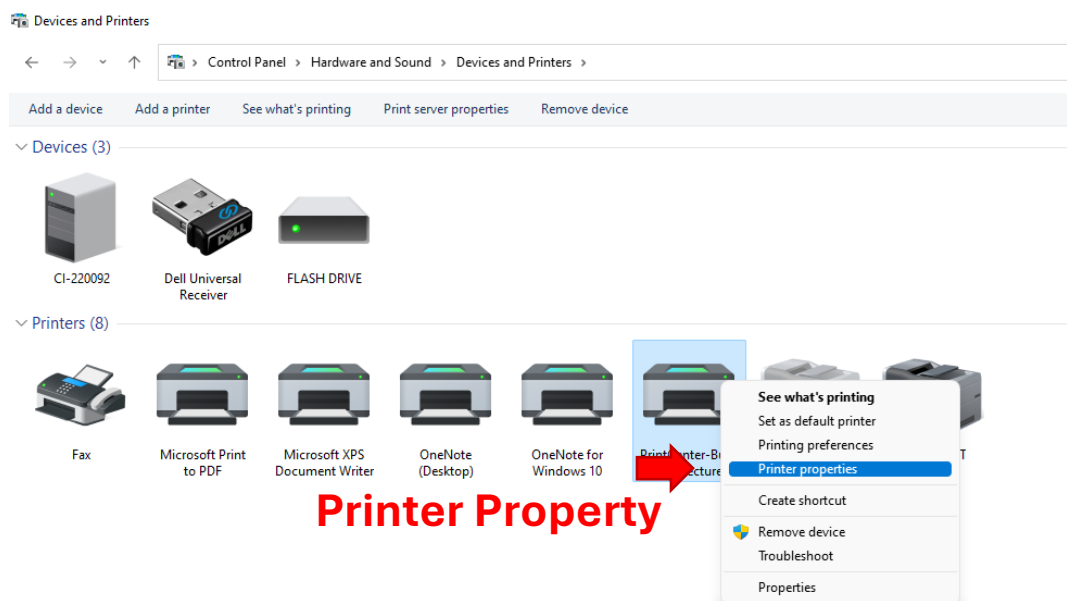 Devices and Printers
Control Panel > Hardware and Sound > Devices and Printers >
Add a device Add a printer See what's printing Print server properties Remove device
Devices (3)
DELL
CI-220092
Dell Universal
Receiver
FLASH DRIVE
Printers (8)
Fax
Microsoft Print
to PDF
Microsoft XPS
Document Writer
OneNote
(Desktop)
OneNote for
Windows 10
See what's printing
Set as default printer
Printing preferences
Printer properties
Create shortcut
Remove device
Troubleshoot
Properties
Printer Property